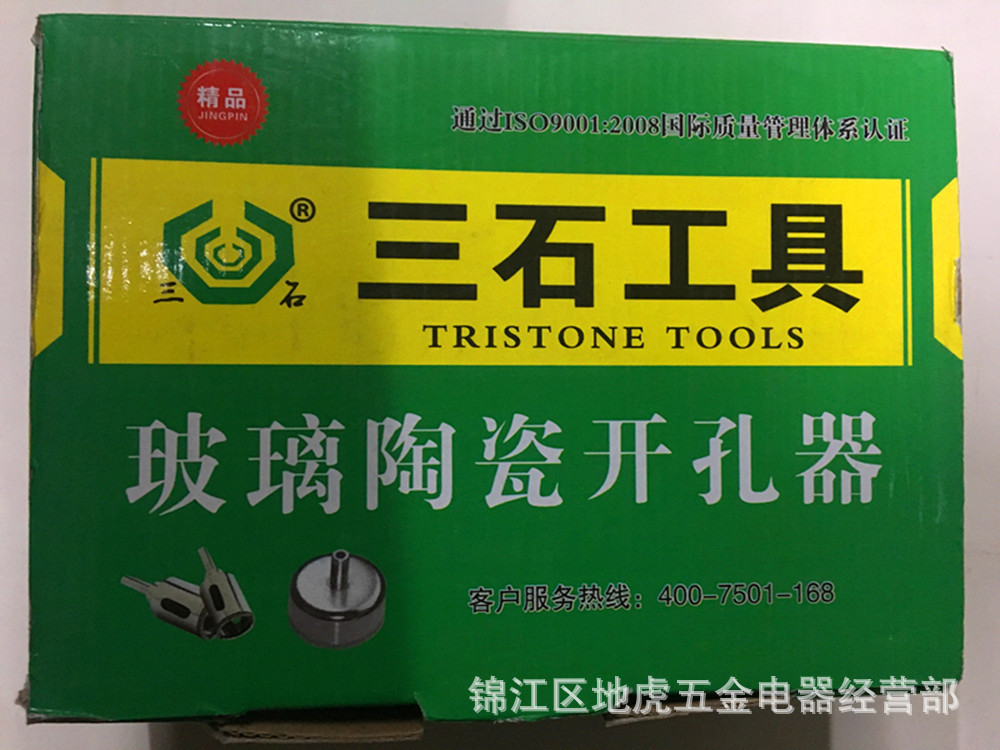 精品
JINGPIN
通过ISO9001:2008国际质量管理体系认证
®
三石
三石工具
TRISTONE TOOLS
玻璃陶瓷开孔器
客户服务热线：400-7501-168
锦江区地虎五金电器经营部